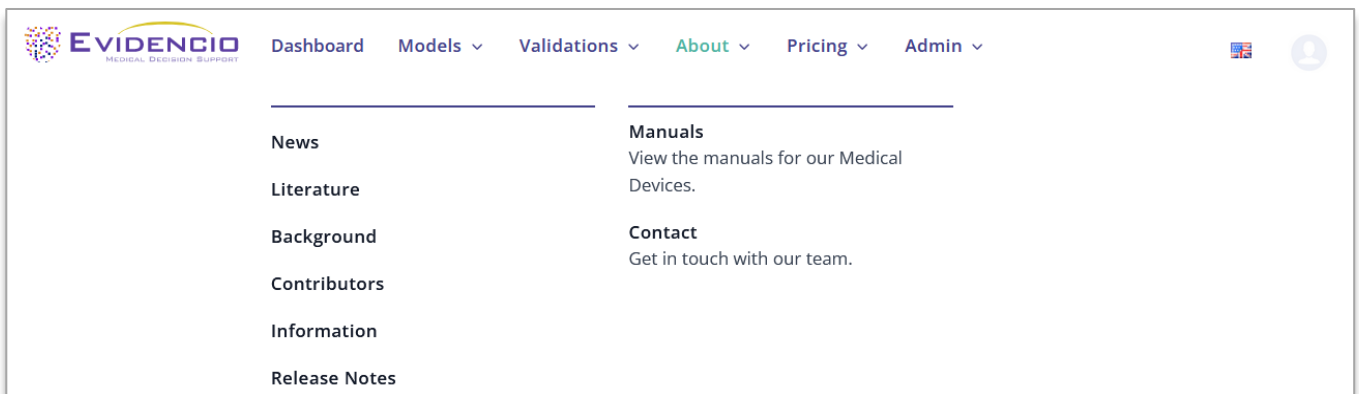 EVIDENCIO
MEDICAL DECISION SUPPORT
Dashboard
Models
Validations
About
Pricing
Admin
News
Literature
Background
Contributors
Information
Release Notes
Manuals
View the manuals for our Medical
Devices.
Contact
Get in touch with our team.